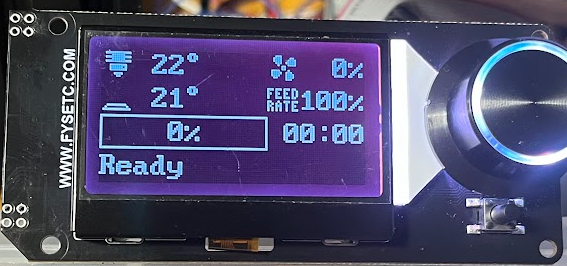 WWW.FYSETC.COM
22° 0%
21° FEED RATE 100%
0% 00:00
Ready